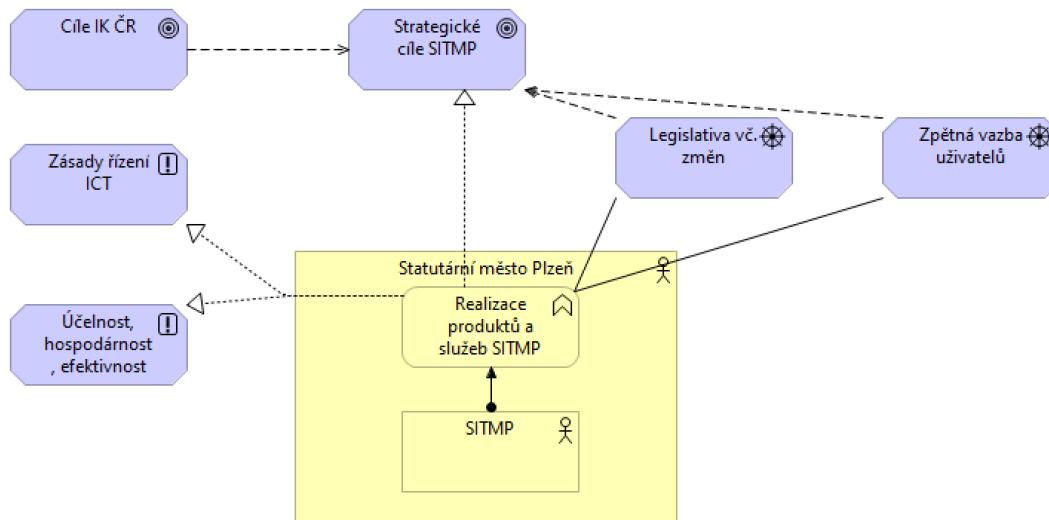 Cíle IK ČR
Strategické
cíle SITMP
Legislativa vč.
změn
Zpětná vazba
uživatelů
Zásady řízení
ICT
Statutární město Plzeň
Realizace
produktů a
služeb SITMP
Účelnost,
hospodárnost
, efektivnost
SITMP